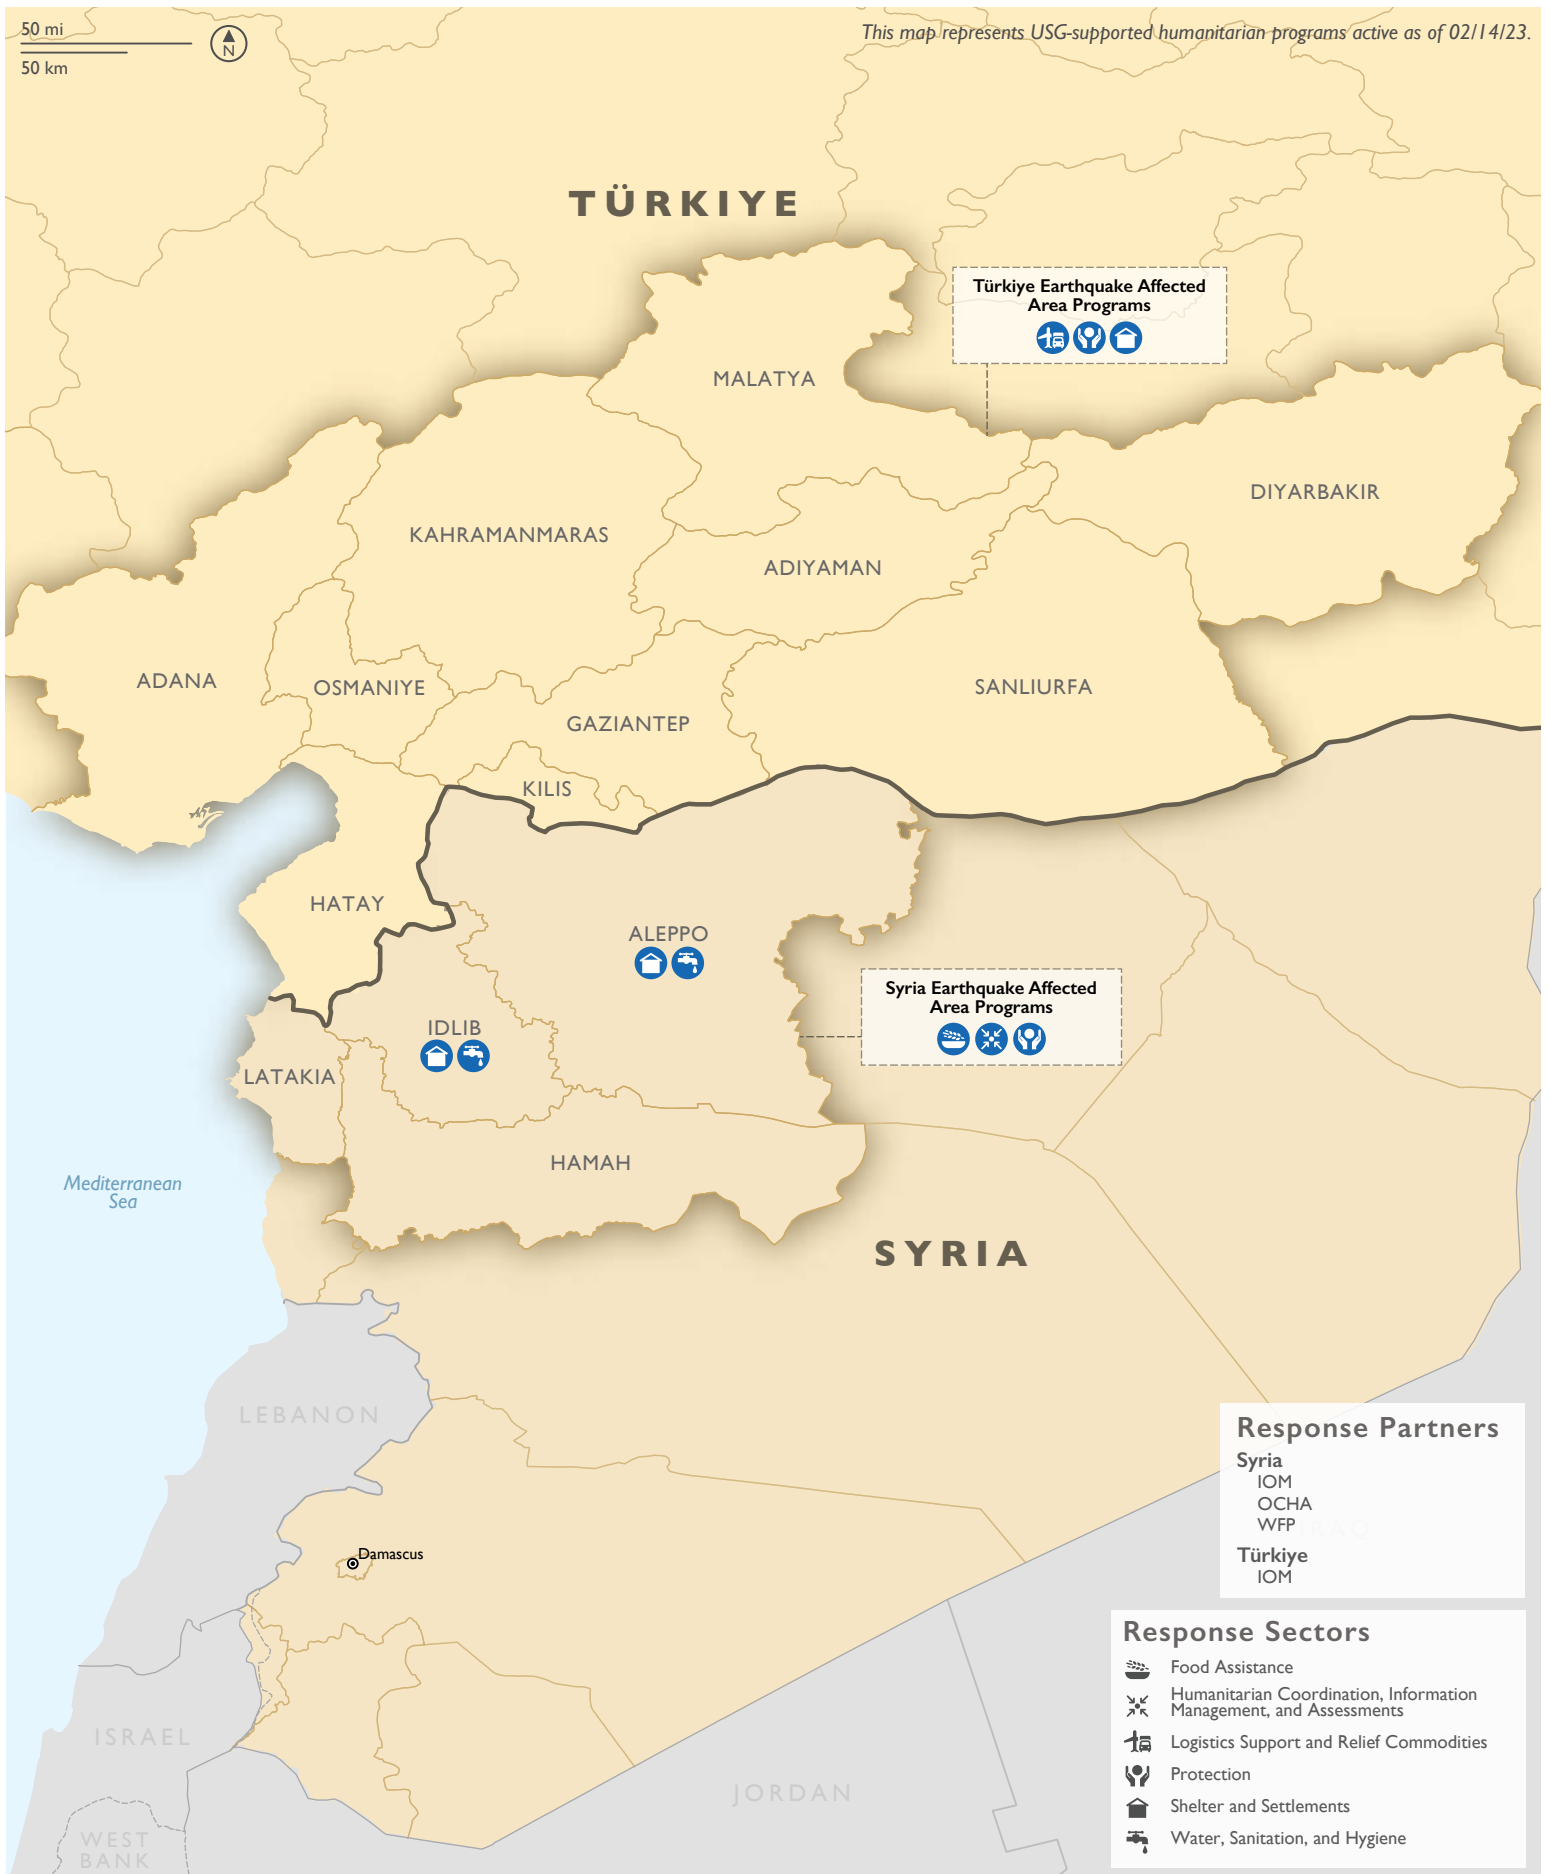 50 mi
50 km
N
This map represents USG-supported humanitarian programs active as of 02/14/23.
TÜRKIYE
Türkiye Earthquake Affected
Area Programs
MALATYA
DIYARBAKIR
KAHRAMANMARAS
ADIYAMAN
ADANA
OSMANIYE
SANLIURFA
GAZIANTEP
KILIS
HATAY
ALEPPO
Syria Earthquake Affected
Area Programs
IDLIB
LATAKIA
HAMAH
Mediterranean
Sea
SYRIA
LEBANON
Damascus
ISRAEL
JORDAN
WEST
BANK
IRAQ
Response Partners
Syria
IOM
OCHA
WFP
Türkiye
IOM
Response Sectors
Food Assistance
Humanitarian Coordination, Information
Management, and Assessments
Logistics Support and Relief Commodities
Protection
Shelter and Settlements
Water, Sanitation, and Hygiene